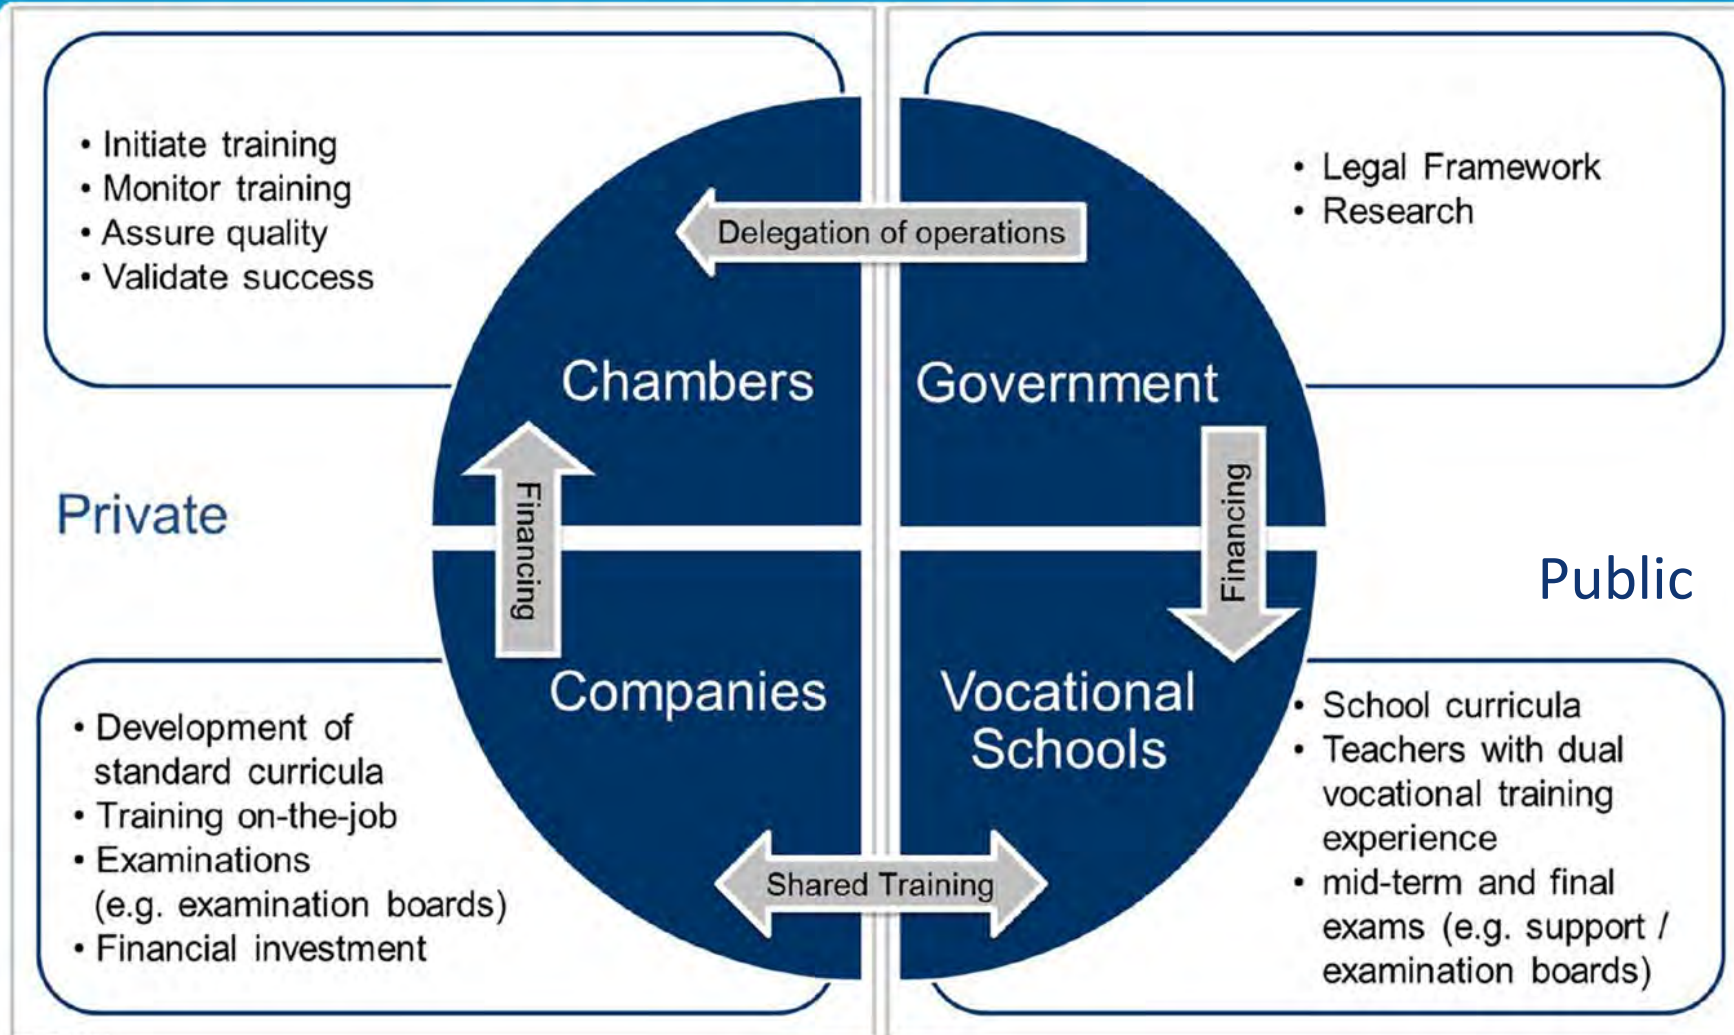 • Initiate training
• Monitor training
• Assure quality
• Validate success
• Legal Framework
• Research
Delegation of operations
Chambers
Government
Private
Financing
Financing
Public
Companies
Vocational
Schools
• Development of
standard curricula
• Training on-the-job
• Examinations
(e.g. examination boards)
• Financial investment
• School curricula
• Teachers with dual
vocational training
experience
• mid-term and final
exams (e.g. support /
examination boards)
Shared Training